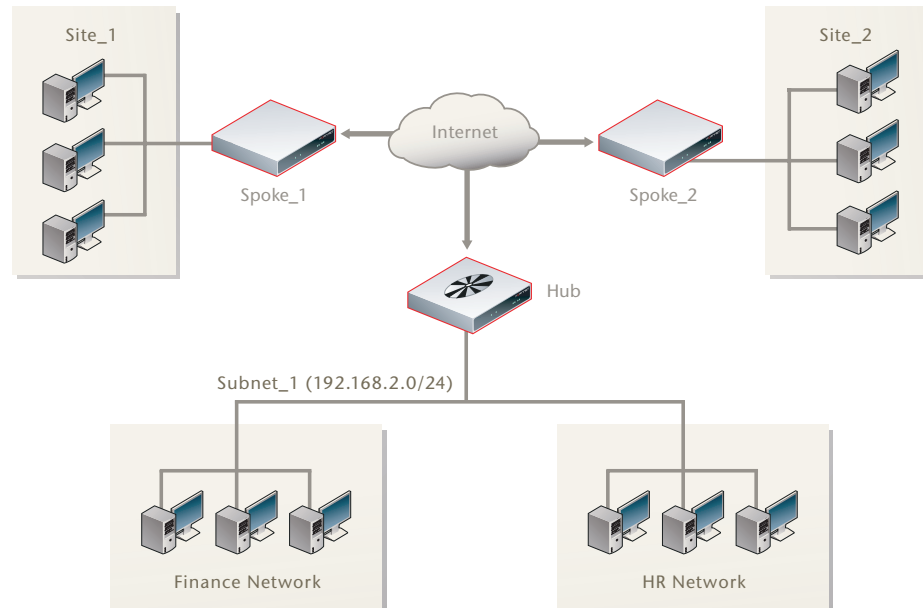 Site_1
Site_2
Internet
Spoke_1
Spoke_2
Hub
Subnet_1 (192.168.2.0/24)
Finance Network
HR Network